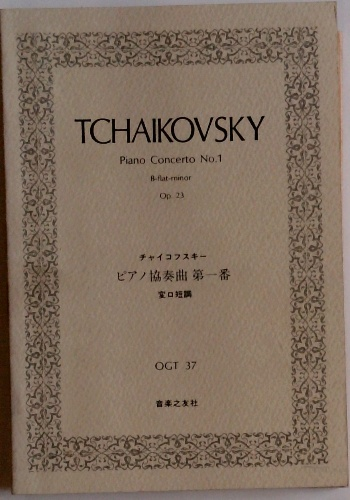 TCHAIKOVSKY
Piano Concerto No.1
B-flat-minor
Op. 23
チャイコフスキー
ピアノ協奏曲 第一番
変ロ短調
OGT 37
音楽之友社